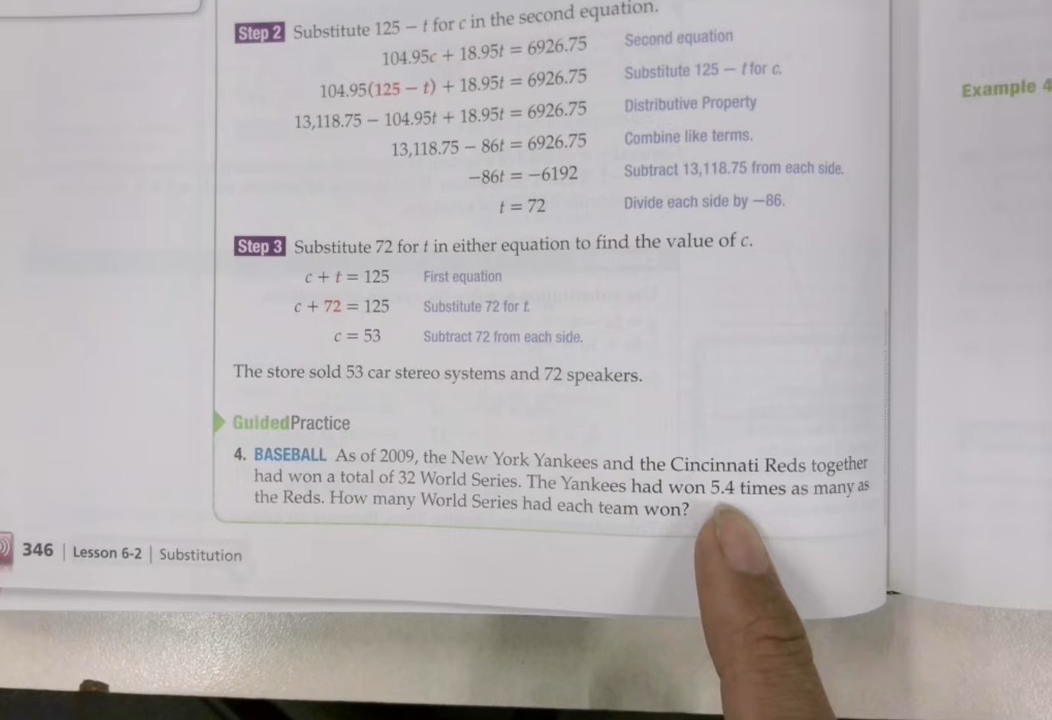 Step 2 Substitute 125 − t for c in the second equation.
104.95c + 18.95t = 6926.75 Second equation
104.95(125 − t) + 18.95t = 6926.75 Substitute 125 − t for c.
13,118.75 − 104.95t + 18.95t = 6926.75 Distributive Property
13,118.75 − 86t = 6926.75 Combine like terms.
−86t = −6192 Subtract 13,118.75 from each side.
t = 72 Divide each side by −86.
Step 3 Substitute 72 for t in either equation to find the value of c.
c + t = 125 First equation
c + 72 = 125 Substitute 72 for t.
c = 53 Subtract 72 from each side.
The store sold 53 car stereo systems and 72 speakers.
GuidedPractice
4. BASEBALL As of 2009, the New York Yankees and the Cincinnati Reds together
had won a total of 32 World Series. The Yankees had won 5.4 times as many as
the Reds. How many World Series had each team won?
346 | Lesson 6-2 | Substitution
Example 4